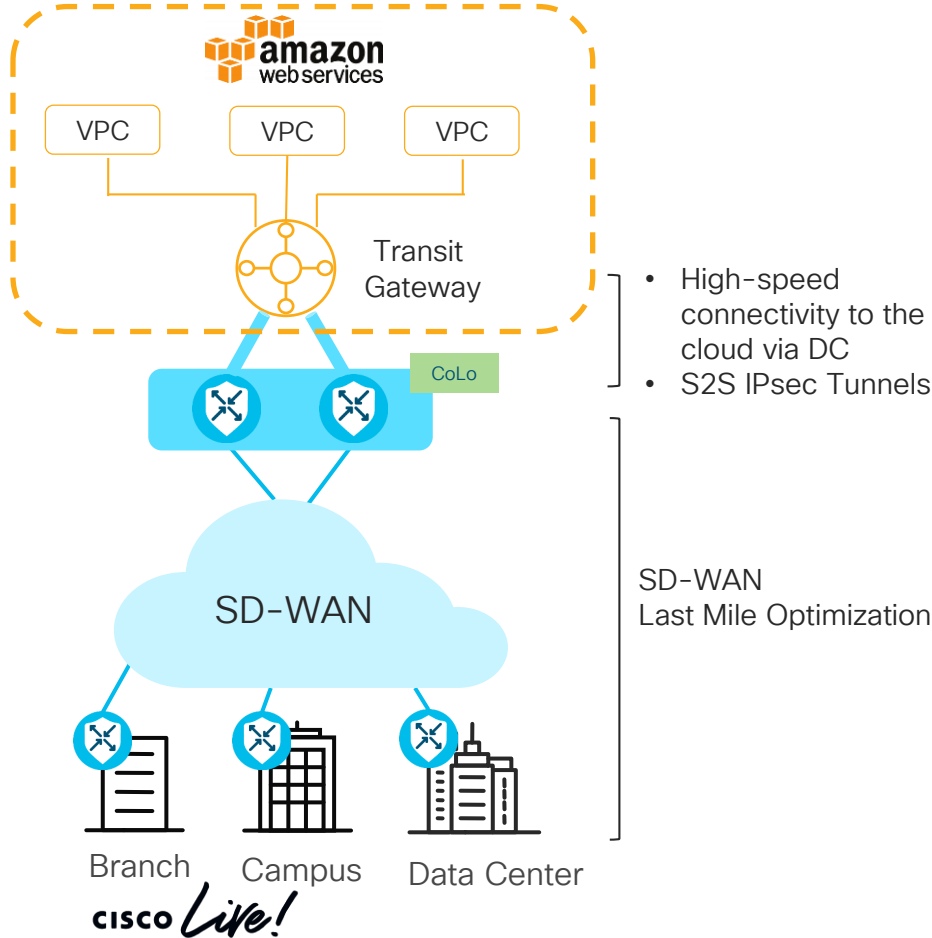 amazon
web services
VPC
VPC
VPC
Transit
Gateway
• High-speed
connectivity to the
cloud via DC
• S2S IPsec Tunnels
CoLo
SD-WAN
SD-WAN
Last Mile Optimization
Branch
Campus
Data Center
CISCO Live!